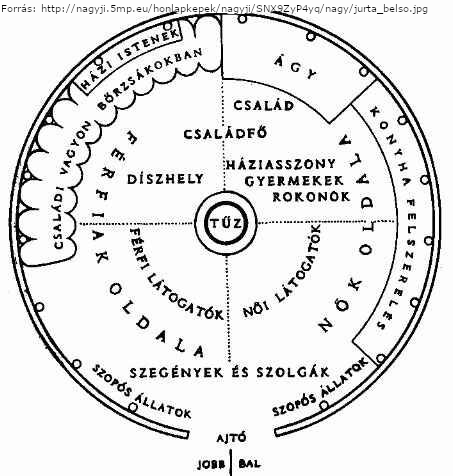 Forrás: http://nagyji.5mp.eu/honlapkepek/nagyji/SNX9ZyP4yq/nagy/jurta_belso.jpg
HÁZI ISTENEK
CSALÁDI VAGYON BŐRZSÁKOKBAN
ÁGY
CSALÁD
CSALÁDFŐ
DÍSZHELY
HÁZIASSZONY
GYERMEKEK
ROKONOK
KONYHA FELSZERELÉS
FÉRFIAK OLDALA
NŐK OLDALA
TŰZ
FÉRFI LÁTOGATÓK
NŐI LÁTOGATÓK
SZEGÉNYEK ÉS SZOLGÁK
SZOPÓS ÁLLATOK
SZOPÓS ÁLLATOK
AJTÓ
JOBB BAL